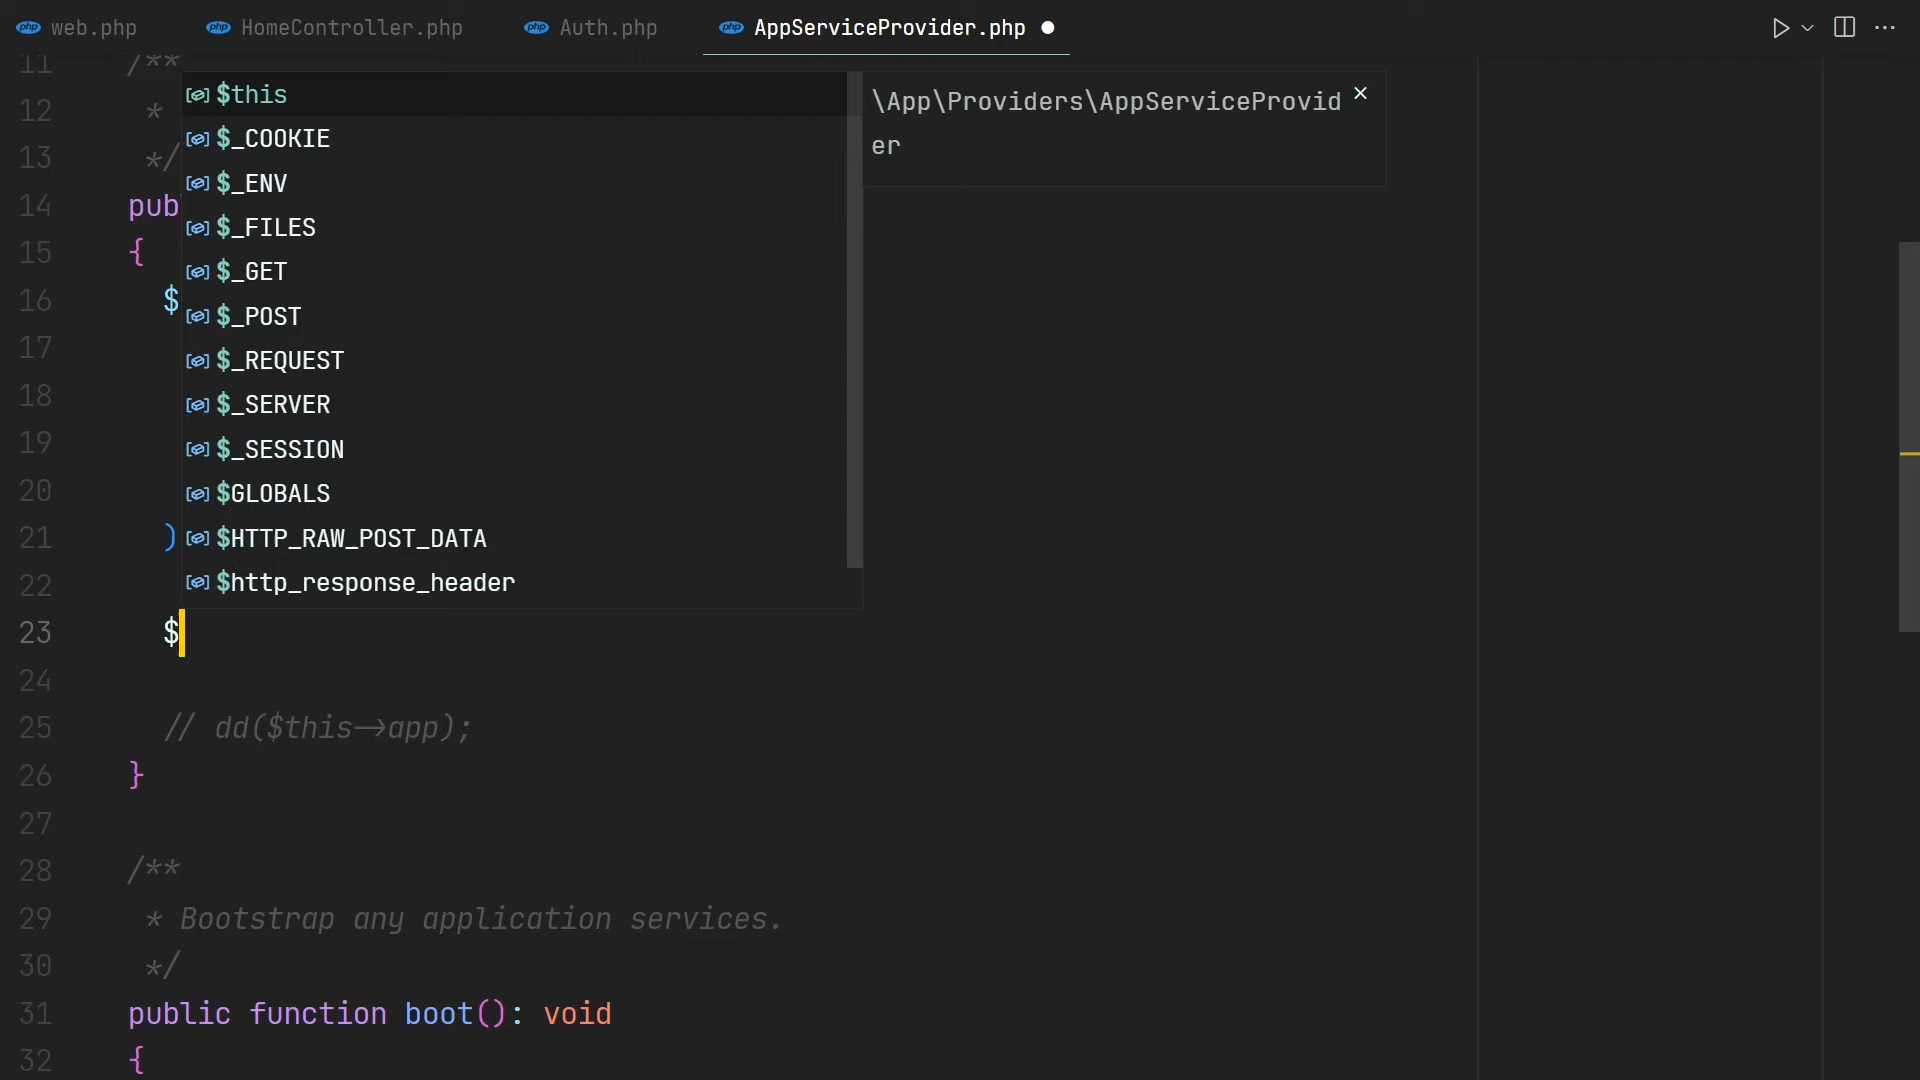 web.php HomeController.php Auth.php AppServiceProvider.php
11 /**
12 *
13 */
14 pub
15 {
16 $
17
18
19
20
21 )
22
23 $
24
25 // dd($this->app);
26 }
27
28 /**
29 * Bootstrap any application services.
30 */
31 public function boot(): void
32 {
$this
$_COOKIE
$_ENV
$_FILES
$_GET
$_POST
$_REQUEST
$_SERVER
$_SESSION
$GLOBALS
$HTTP_RAW_POST_DATA
$http_response_header
\App\Providers\AppServiceProvid
er